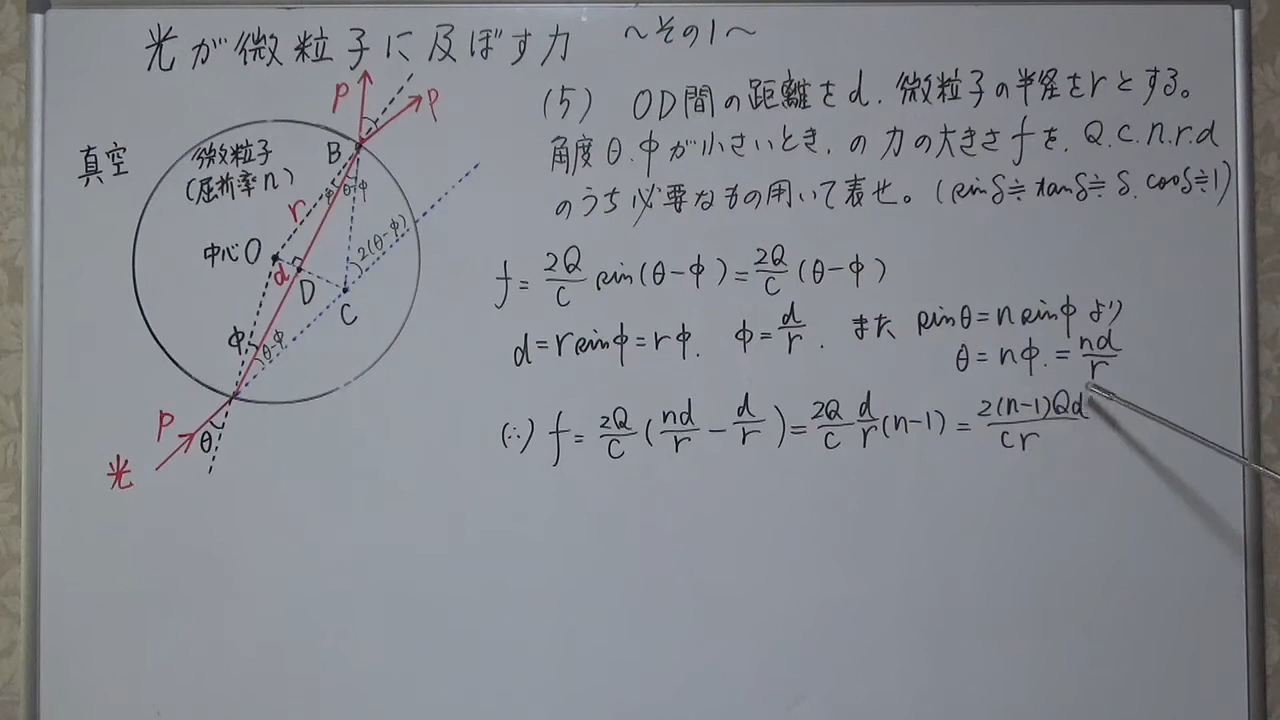 光が微粒子に及ぼす力 ～その1～
(5) OD間の距離をd、微粒子の半径をrとする。
角度θ、φが小さいとき、の力の大きさfを、Q、c、n、r、d
のうち必要なもの用いて表せ。(sinδ≒tanδ≒δ、cosδ≒1)
f = 2Q/c sin(θ-φ) = 2Q/c (θ-φ)
d = r sinφ = rφ. φ = d/r. また sinθ = n sinφ より
θ = nφ. = nd/r
(∴) f = 2Q/c (nd/r - d/r) = 2Q/c d/r (n-1) = 2(n-1)Qd/cr
真空
微粒子
(屈折率n)
P
P
B
φ
θ-φ
r
r
中心O
d
D
C
2(θ-φ)
φ
θ-φ
P
θ
光